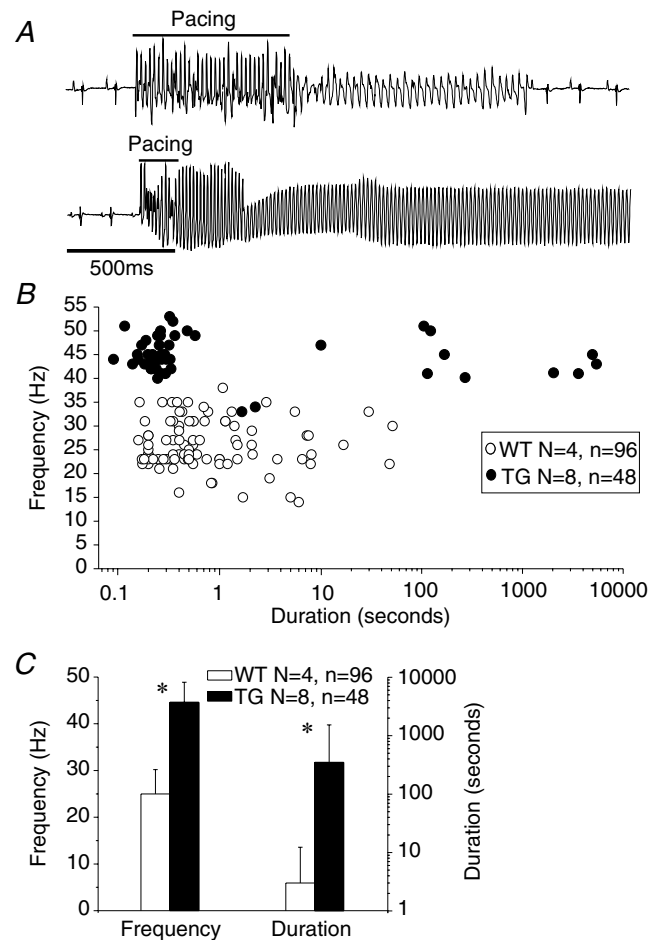 A
Pacing
Pacing
500ms
B
Frequency (Hz)
55
50
45
40
35
30
25
20
15
10
5
0
WT N=4, n=96
TG N=8, n=48
0.1 1 10 100 1000 10000
Duration (seconds)
C
WT N=4, n=96
TG N=8, n=48
Frequency (Hz)
50
40
30
20
10
0
*
*
10000
1000
100
10
1
Duration (seconds)
Frequency Duration